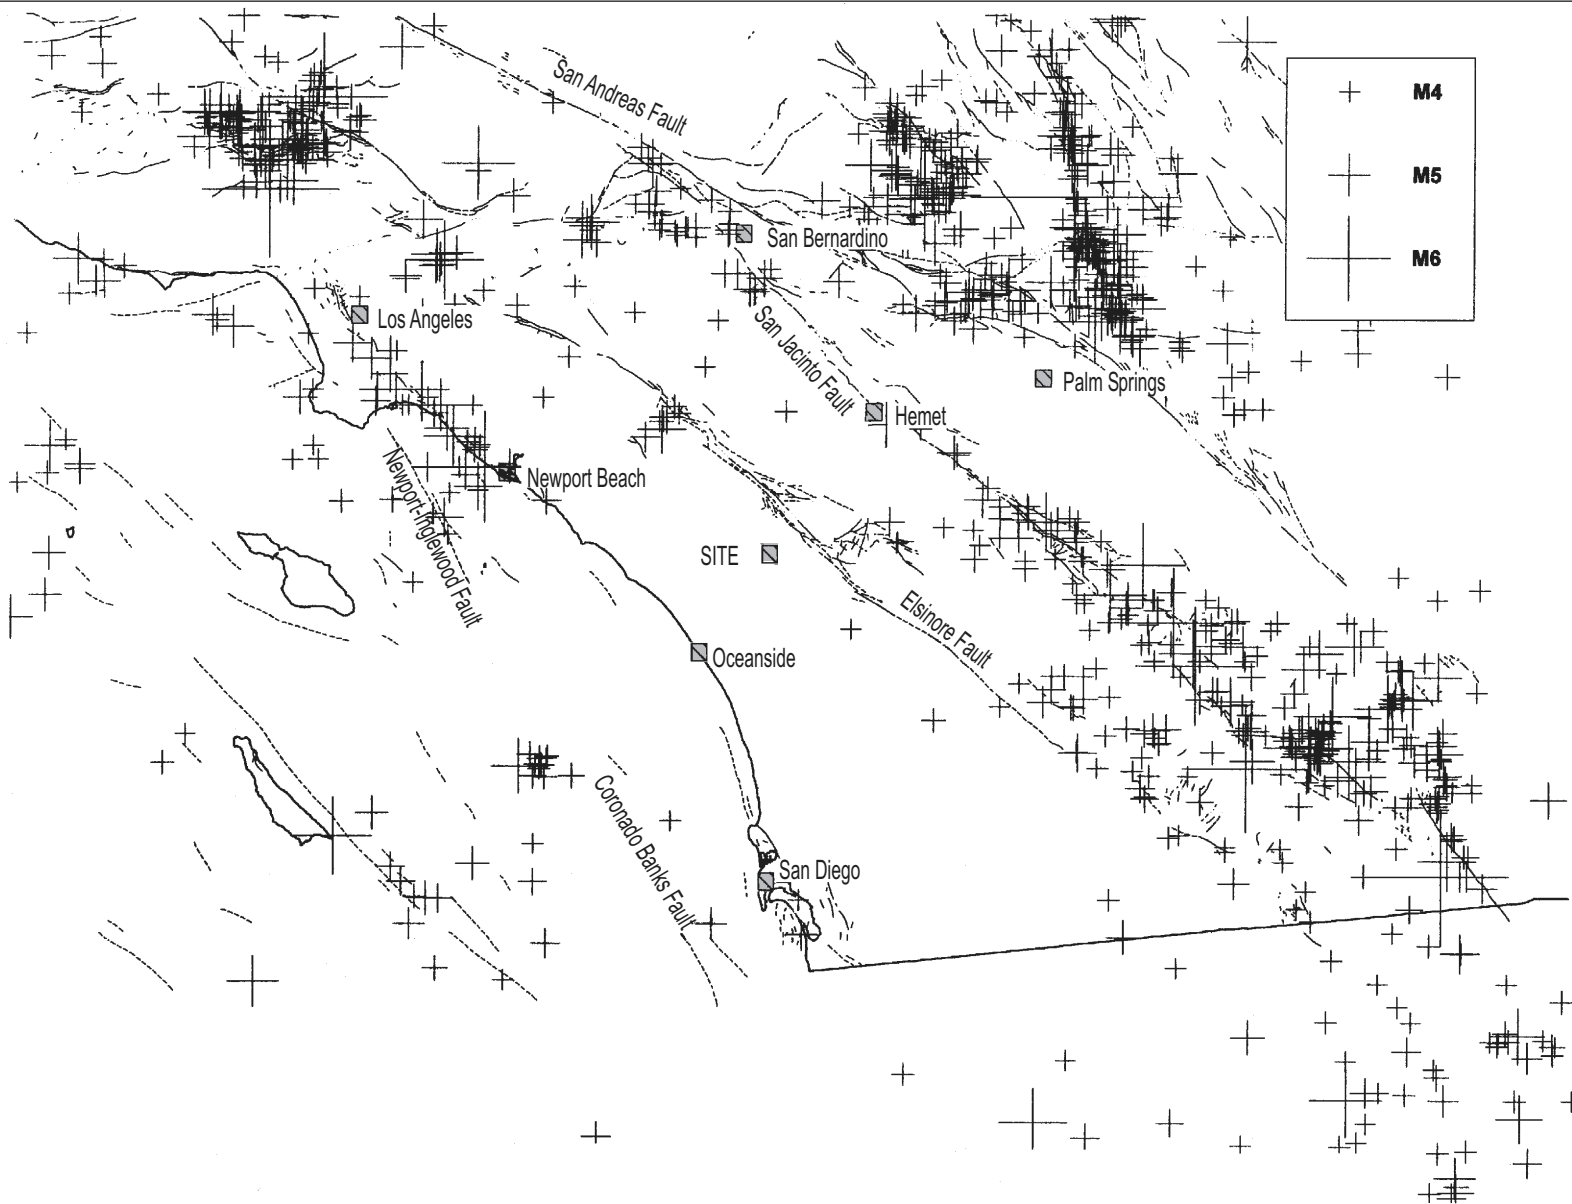 San Andreas Fault
M4
M5
M6
San Bernardino
Los Angeles
San Jacinto Fault
Palm Springs
Hemet
Newport Beach
Newport-Inglewood Fault
SITE
Elsinore Fault
Oceanside
Coronado Banks Fault
San Diego